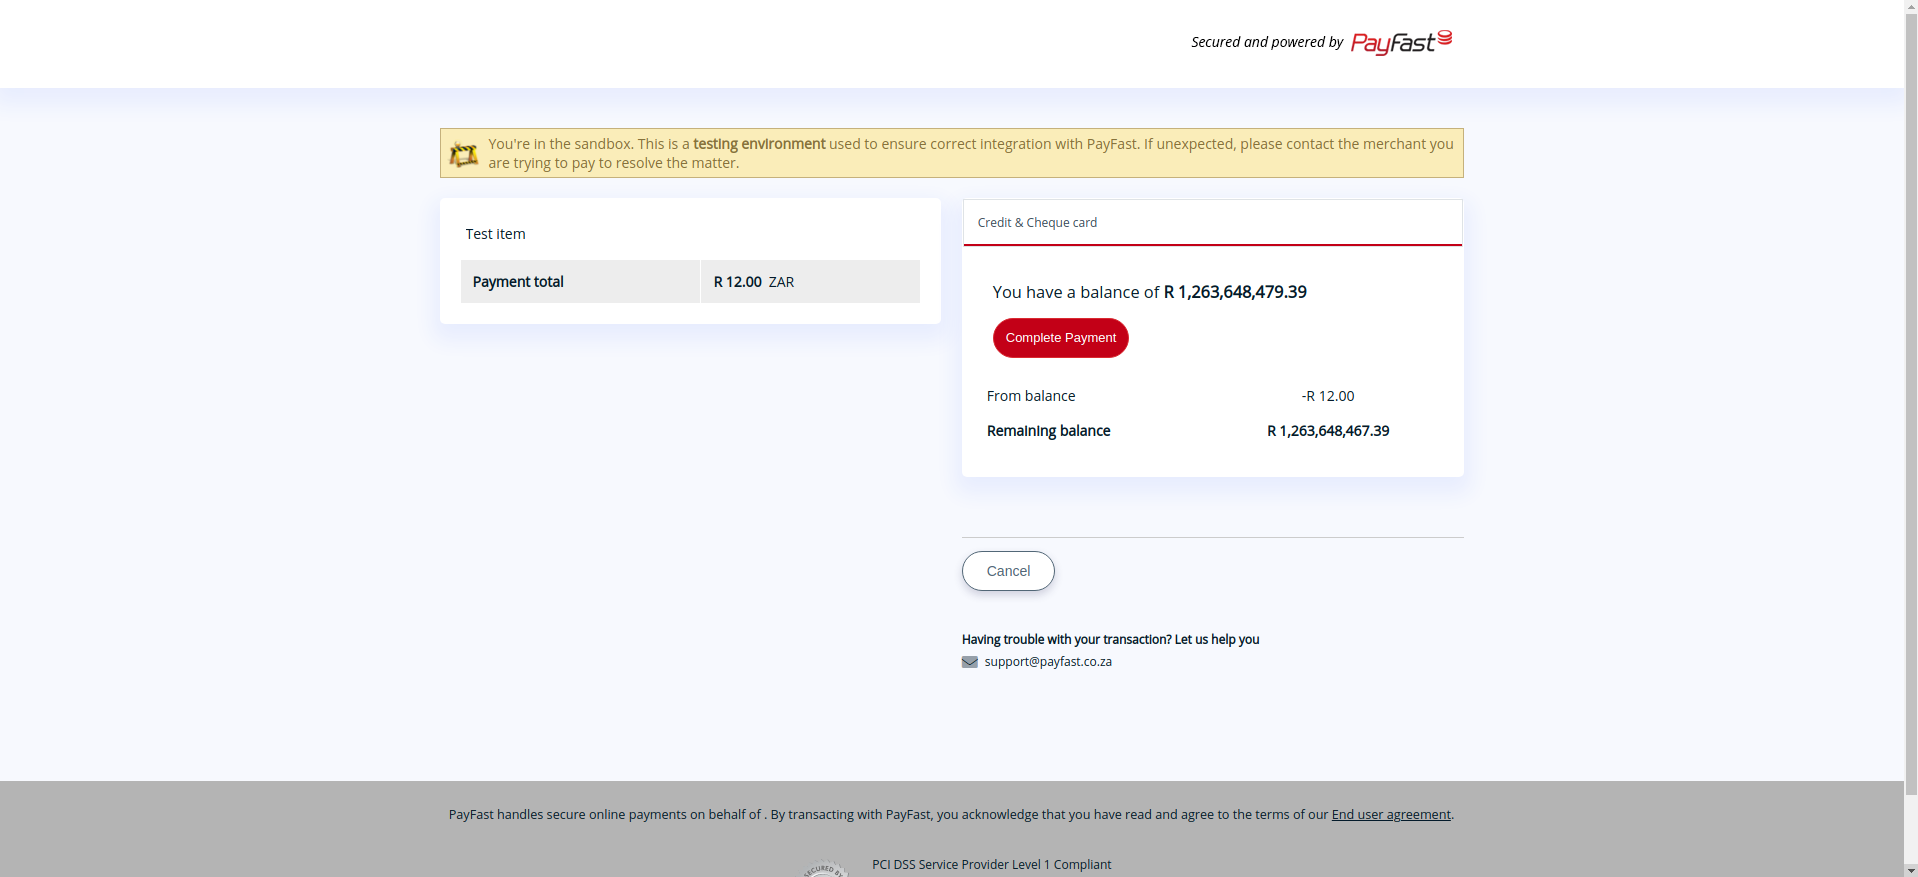 Secured and powered by PayFast
You're in the sandbox. This is a testing environment used to ensure correct integration with PayFast. If unexpected, please contact the merchant you
are trying to pay to resolve the matter.
Test item
Payment total R 12.00 ZAR
Credit & Cheque card
You have a balance of R 1,263,648,479.39
Complete Payment
From balance -R 12.00
Remaining balance R 1,263,648,467.39
Cancel
Having trouble with your transaction? Let us help you
support@payfast.co.za
PayFast handles secure online payments on behalf of . By transacting with PayFast, you acknowledge that you have read and agree to the terms of our End user agreement.
SECURED BY
PCI DSS Service Provider Level 1 Compliant